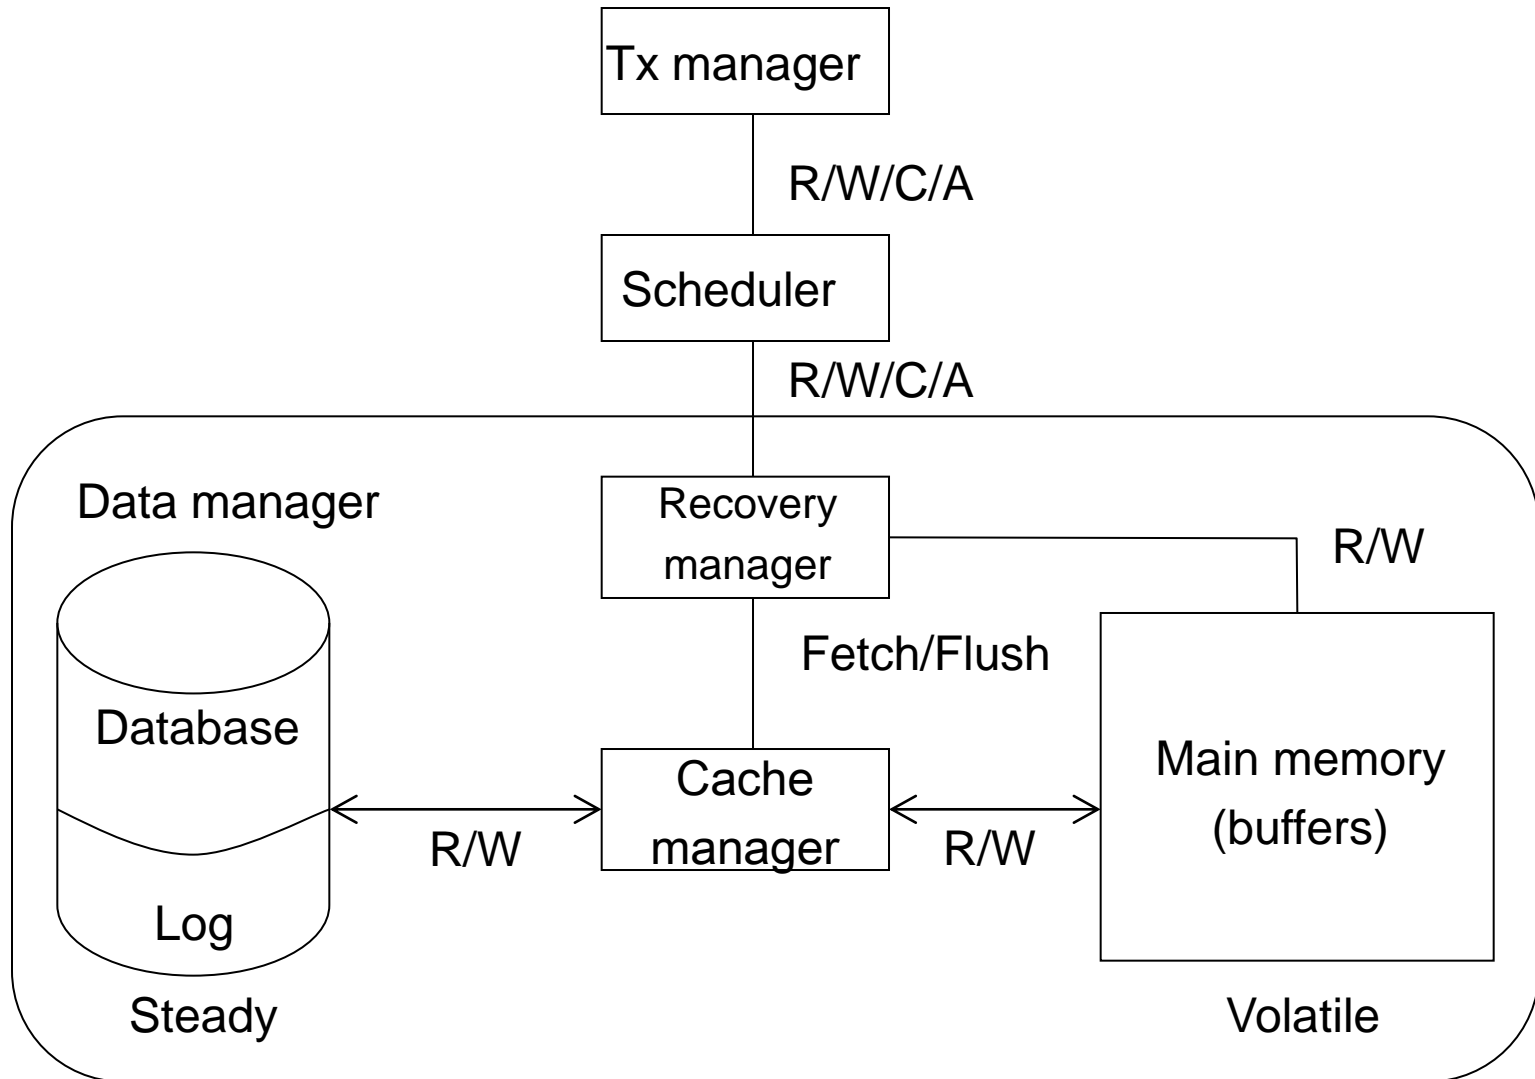 Tx manager
R/W/C/A
Scheduler
R/W/C/A
Data manager
Recovery
manager
R/W
Fetch/Flush
Database
Cache
manager
Main memory
(buffers)
R/W
R/W
Log
Steady
Volatile